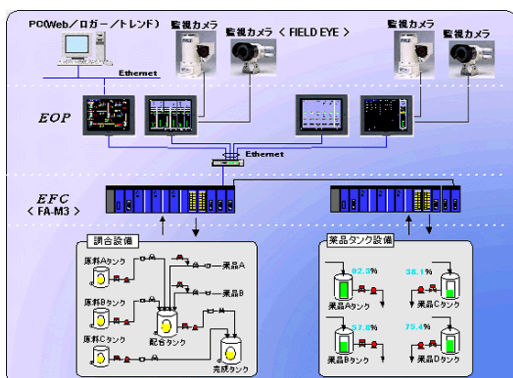 PC(Web／ロガー／トレンド) 監視カメラ 監視カメラ < FIELD EYE > 監視カメラ 監視カメラ
Ethernet
EOP
Ethernet
EFC
< FA-M3 >
調合設備
原料Aタンク
薬品A
原料Bタンク
薬品B
配合タンク
原料Cタンク
完成タンク
薬品タンク設備
92.3% 38.1%
薬品Aタンク 薬品Cタンク
57.8% 75.4%
薬品Bタンク 薬品Dタンク